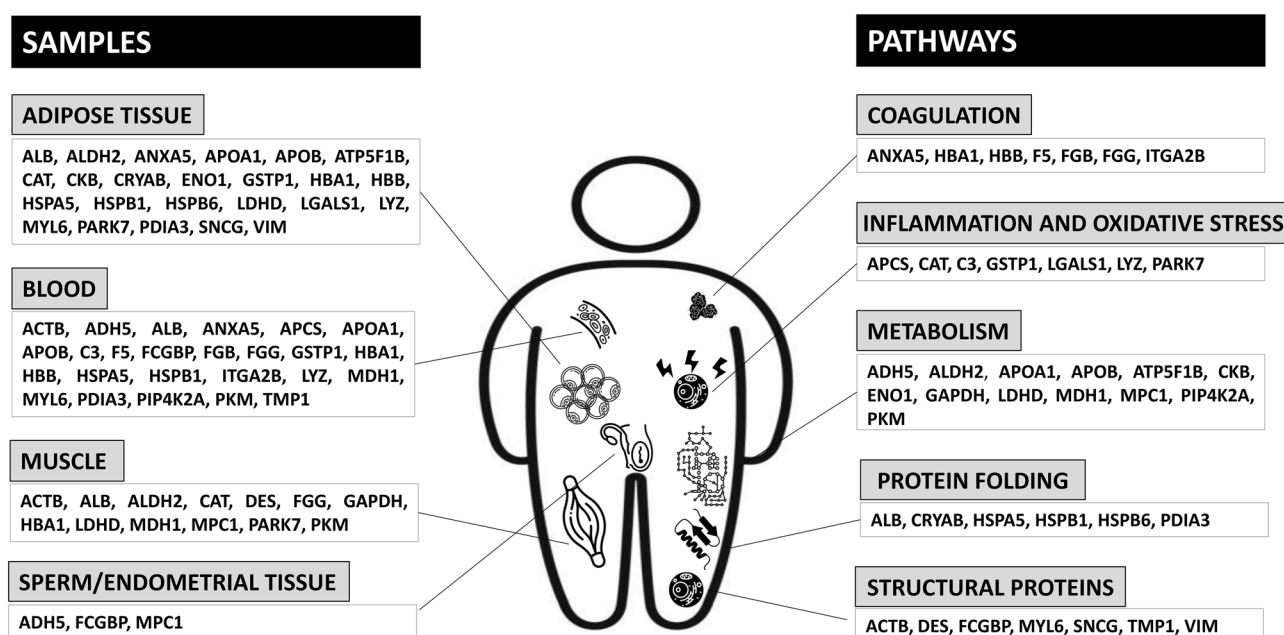 SAMPLES
ADIPOSE TISSUE
ALB, ALDH2, ANXA5, APOA1, APOB, ATP5F1B,
CAT, CKB, CRYAB, ENO1, GSTP1, HBA1, HBB,
HSPA5, HSPB1, HSPB6, LDHD, LGALS1, LYZ,
MYL6, PARK7, PDIA3, SNCG, VIM
BLOOD
ACTB, ADH5, ALB, ANXA5, APCS, APOA1,
APOB, C3, F5, FCGBP, FGB, FGG, GSTP1, HBA1,
HBB, HSPA5, HSPB1, ITGA2B, LYZ, MDH1,
MYL6, PDIA3, PIP4K2A, PKM, TMP1
MUSCLE
ACTB, ALB, ALDH2, CAT, DES, FGG, GAPDH,
HBA1, LDHD, MDH1, MPC1, PARK7, PKM
SPERM/ENDOMETRIAL TISSUE
ADH5, FCGBP, MPC1
PATHWAYS
COAGULATION
ANXA5, HBA1, HBB, F5, FGB, FGG, ITGA2B
INFLAMMATION AND OXIDATIVE STRESS
APCS, CAT, C3, GSTP1, LGALS1, LYZ, PARK7
METABOLISM
ADH5, ALDH2, APOA1, APOB, ATP5F1B, CKB,
ENO1, GAPDH, LDHD, MDH1, MPC1, PIP4K2A,
PKM
PROTEIN FOLDING
ALB, CRYAB, HSPA5, HSPB1, HSPB6, PDIA3
STRUCTURAL PROTEINS
ACTB, DES, FCGBP, MYL6, SNCG, TMP1, VIM